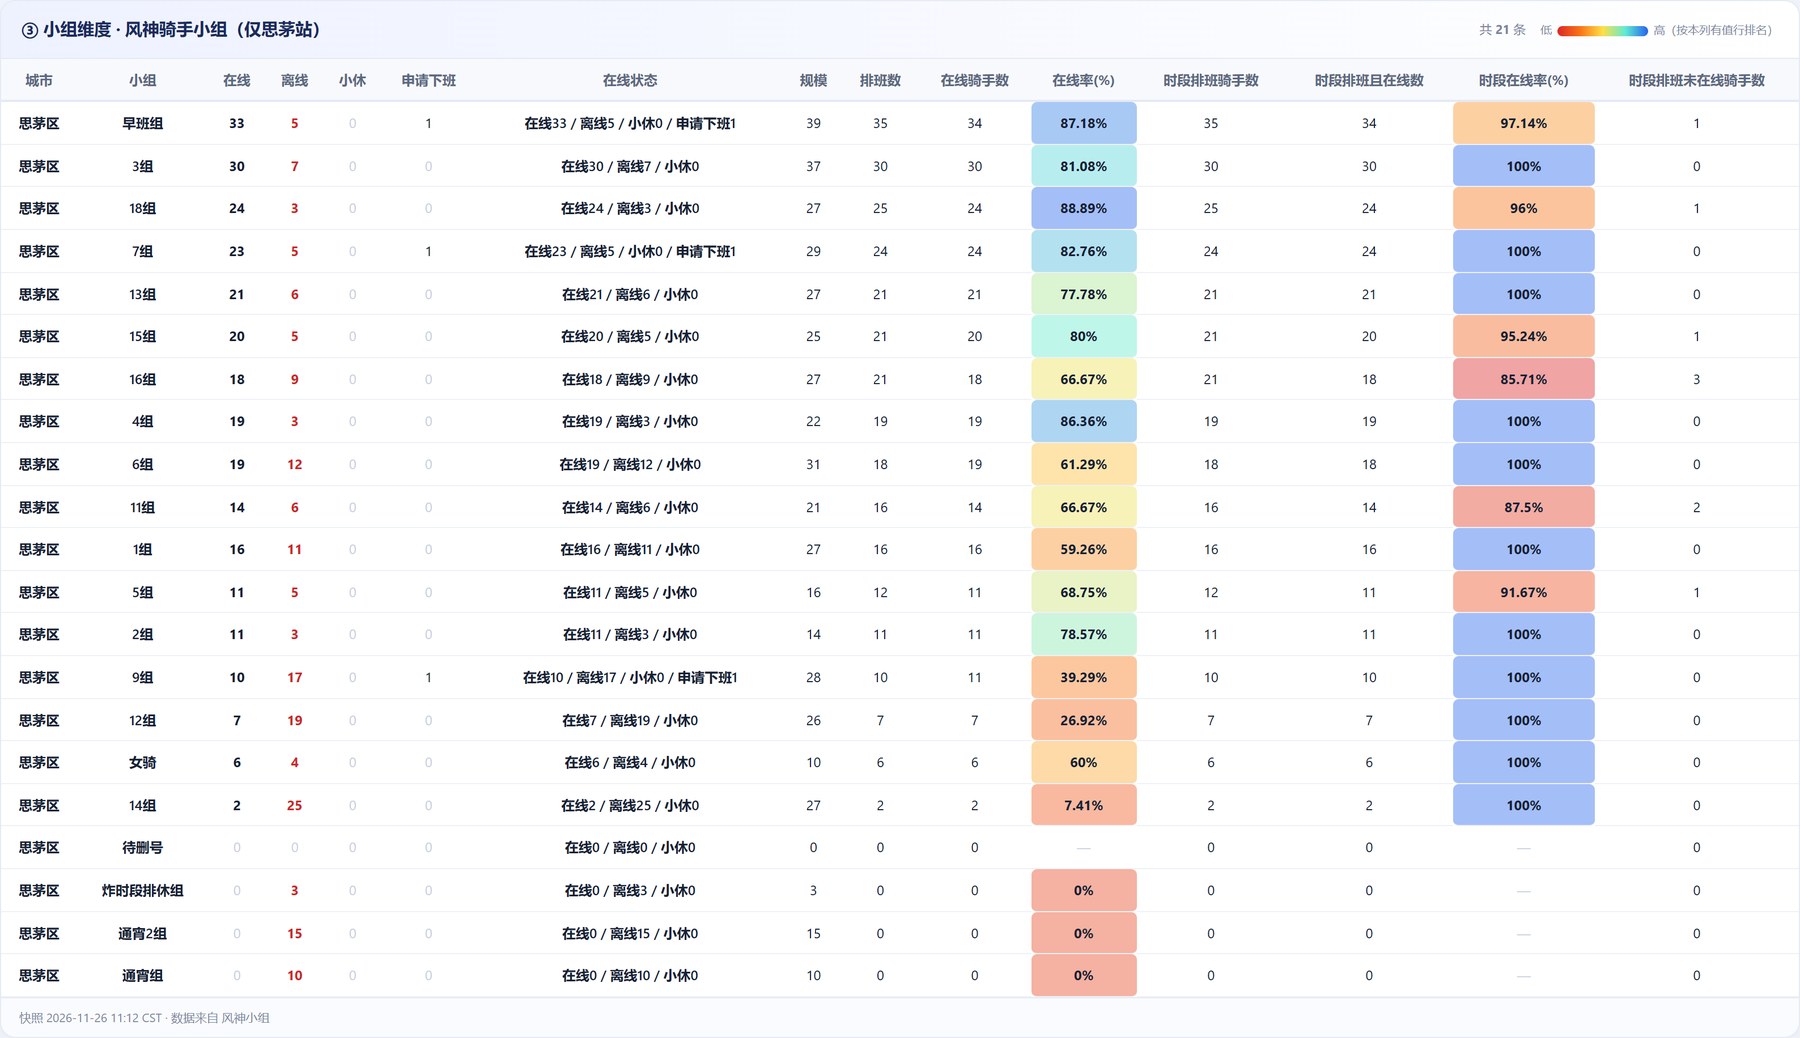 ③ 小组维度 · 风神骑手小组（仅思茅站）
共 21 条 低 高（按本列有值行排名）
城市 小组 在线 离线 小休 申请下班 在线状态 规模 排班数 在线骑手数 在线率(%) 时段排班骑手数 时段排班且在线数 时段在线率(%) 时段排班未在线骑手数
思茅区 早班组 33 5 0 1 在线33 / 离线5 / 小休0 / 申请下班1 39 35 34 87.18% 35 34 97.14% 1
思茅区 3组 30 7 0 0 在线30 / 离线7 / 小休0 37 30 30 81.08% 30 30 100% 0
思茅区 18组 24 3 0 0 在线24 / 离线3 / 小休0 27 25 24 88.89% 25 24 96% 1
思茅区 7组 23 5 0 1 在线23 / 离线5 / 小休0 / 申请下班1 29 24 24 82.76% 24 24 100% 0
思茅区 13组 21 6 0 0 在线21 / 离线6 / 小休0 27 21 21 77.78% 21 21 100% 0
思茅区 15组 20 5 0 0 在线20 / 离线5 / 小休0 25 21 20 80% 21 20 95.24% 1
思茅区 16组 18 9 0 0 在线18 / 离线9 / 小休0 27 21 18 66.67% 21 18 85.71% 3
思茅区 4组 19 3 0 0 在线19 / 离线3 / 小休0 22 19 19 86.36% 19 19 100% 0
思茅区 6组 19 12 0 0 在线19 / 离线12 / 小休0 31 18 19 61.29% 18 18 100% 0
思茅区 11组 14 6 0 0 在线14 / 离线6 / 小休0 21 16 14 66.67% 16 14 87.5% 2
思茅区 1组 16 11 0 0 在线16 / 离线11 / 小休0 27 16 16 59.26% 16 16 100% 0
思茅区 5组 11 5 0 0 在线11 / 离线5 / 小休0 16 12 11 68.75% 12 11 91.67% 1
思茅区 2组 11 3 0 0 在线11 / 离线3 / 小休0 14 11 11 78.57% 11 11 100% 0
思茅区 9组 10 17 0 1 在线10 / 离线17 / 小休0 / 申请下班1 28 10 11 39.29% 10 10 100% 0
思茅区 12组 7 19 0 0 在线7 / 离线19 / 小休0 26 7 7 26.92% 7 7 100% 0
思茅区 女骑 6 4 0 0 在线6 / 离线4 / 小休0 10 6 6 60% 6 6 100% 0
思茅区 14组 2 25 0 0 在线2 / 离线25 / 小休0 27 2 2 7.41% 2 2 100% 0
思茅区 待删号 0 0 0 0 在线0 / 离线0 / 小休0 0 0 0 — 0 0 — 0
思茅区 炸时段排休组 0 3 0 0 在线0 / 离线3 / 小休0 3 0 0 0% 0 0 — 0
思茅区 通宵2组 0 15 0 0 在线0 / 离线15 / 小休0 15 0 0 0% 0 0 — 0
思茅区 通宵组 0 10 0 0 在线0 / 离线10 / 小休0 10 0 0 0% 0 0 — 0
快照 2026-11-26 11:12 CST · 数据来自 风神小组